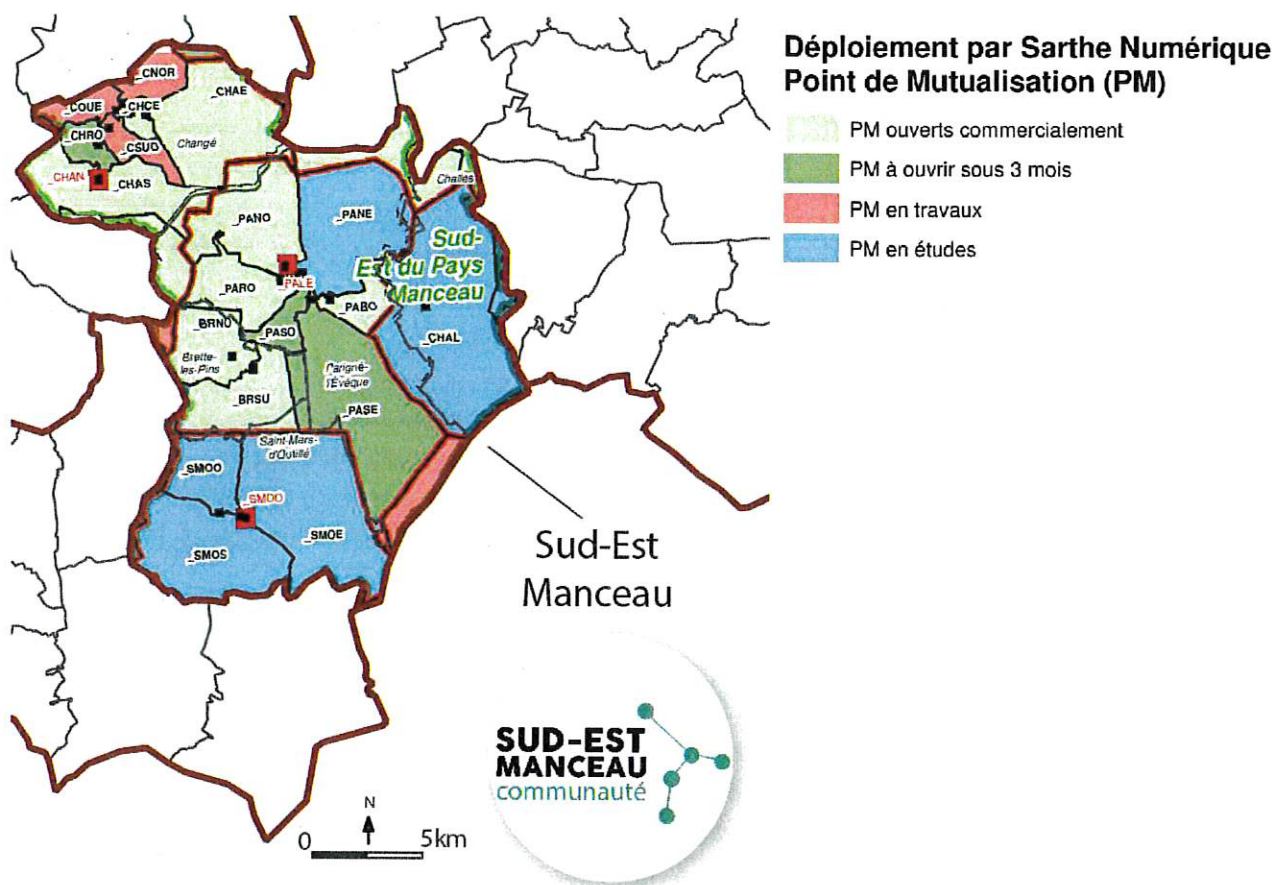 Déploiement par Sarthe Numérique
Point de Mutualisation (PM)
PM ouverts commercialement
PM à ouvrir sous 3 mois
PM en travaux
PM en études
_CNOR
_COUE
_CHCE
_CHAE
_CHRO
_CSUO
Changé
_CHAN
_CHAS
Challes
_PANO
_PANE
Sud-
Est du Pays
Manceau
_PALE
_PARO
_PABO
_BRNO
_PASO
_CHAL
Brette-
les-Pins
Parigné-
l'Évêque
_BRSU
_PASE
Saint-Mars-
d'Outillé
_SMOO
_SMDO
_SMOS
_SMOE
Sud-Est
Manceau
SUD-EST
MANCEAU
communauté
N
0 5km